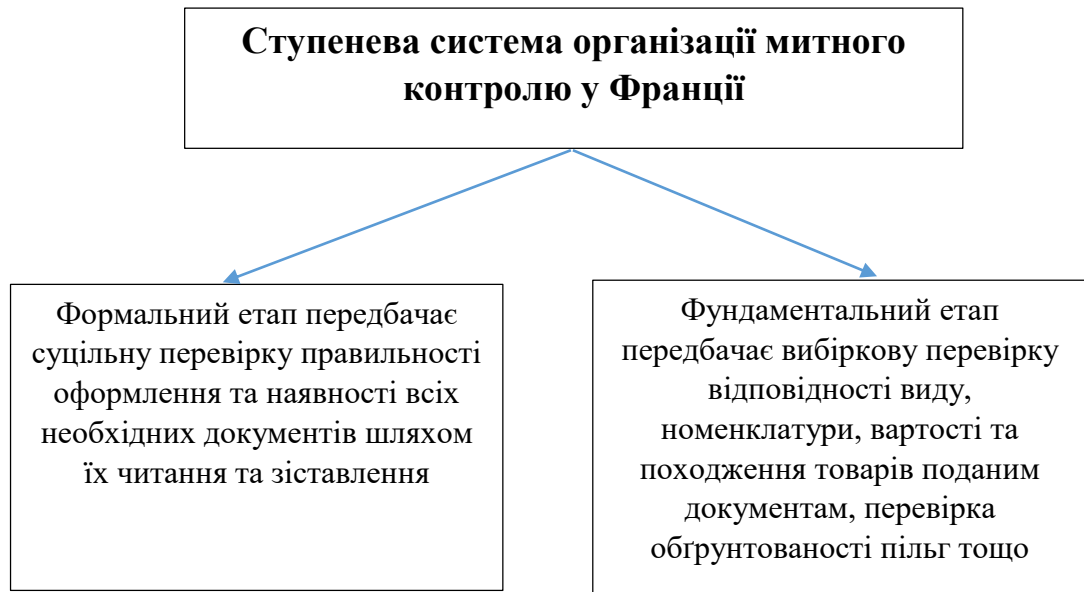 Ступенева система організації митного
контролю у Франції
Формальний етап передбачає
суцільну перевірку правильності
оформлення та наявності всіх
необхідних документів шляхом
їх читання та зіставлення
Фундаментальний етап
передбачає вибіркову перевірку
відповідності виду,
номенклатури, вартості та
походження товарів поданим
документам, перевірка
обґрунтованості пільг тощо